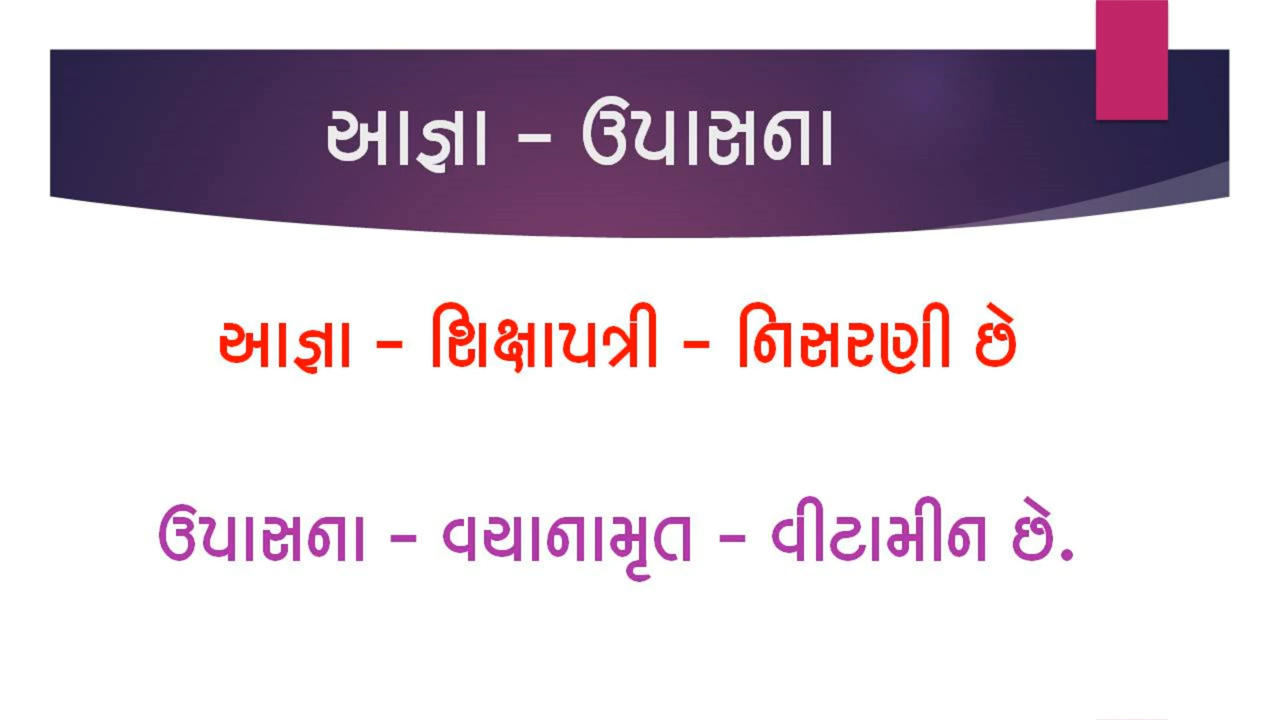 આજ્ઞા – ઉપાસના
આજ્ઞા – શિક્ષાપત્રી – નિસરણી છે
ઉપાસના – વચાનામૃત – વીટામીન છે.